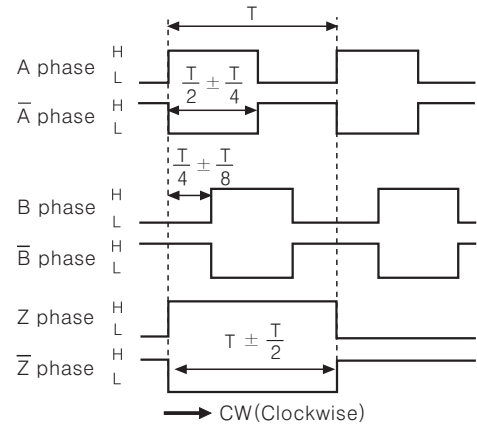 T
A phase H L
T/2 ± T/4
A̅ phase H L
T/4 ± T/8
B phase H L
B̅ phase H L
Z phase H L
T ± T/2
Z̅ phase H L
CW(Clockwise)